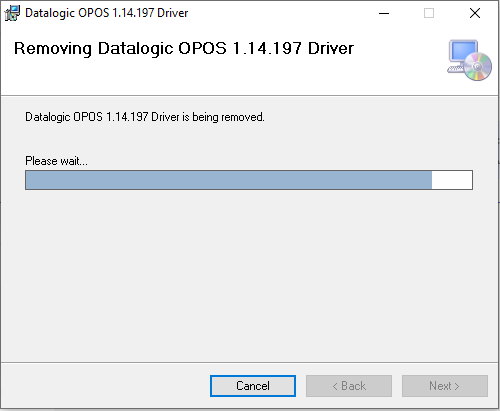 Datalogic OPOS 1.14.197 Driver
Removing Datalogic OPOS 1.14.197 Driver
Datalogic OPOS 1.14.197 Driver is being removed.
Please wait...
Cancel
< Back
Next >